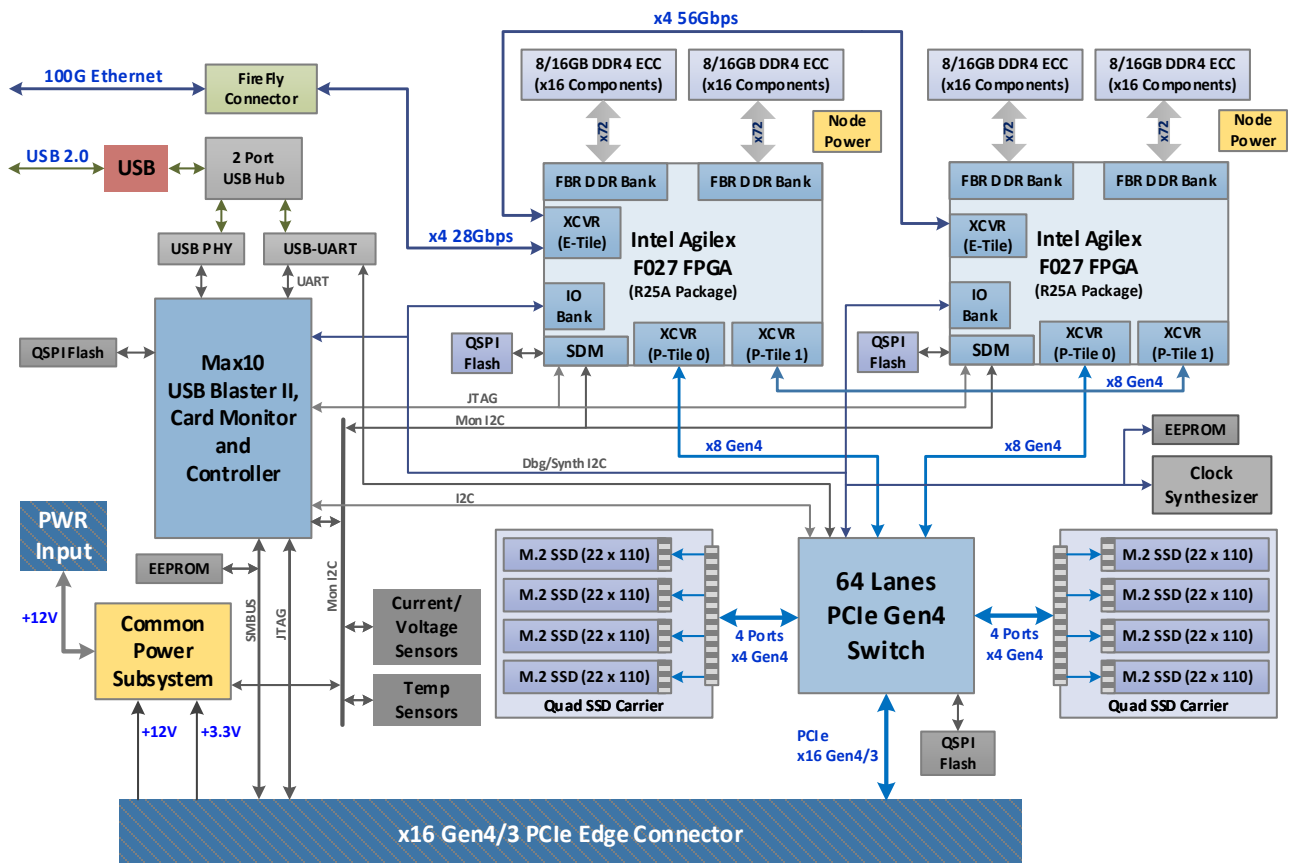 x4 56Gbps
100G Ethernet
FireFly
Connector
8/16GB DDR4 ECC
(x16 Components)
8/16GB DDR4 ECC
(x16 Components)
8/16GB DDR4 ECC
(x16 Components)
8/16GB DDR4 ECC
(x16 Components)
x72
x72
Node
Power
x72
x72
Node
Power
USB 2.0
USB
2 Port
USB Hub
FBR DDR Bank
FBR DDR Bank
FBR DDR Bank
FBR DDR Bank
USB PHY
USB-UART
UART
x4 28Gbps
XCVR
(E-Tile)
Intel Agilex
F027 FPGA
(R25A Package)
IO
Bank
XCVR
(E-Tile)
Intel Agilex
F027 FPGA
(R25A Package)
IO
Bank
QSPI Flash
Max10
USB Blaster II,
Card Monitor
and
Controller
QSPI
Flash
SDM
XCVR
(P-Tile 0)
XCVR
(P-Tile 1)
QSPI
Flash
SDM
XCVR
(P-Tile 0)
XCVR
(P-Tile 1)
x8 Gen4
JTAG
Mon I2C
x8 Gen4
x8 Gen4
EEPROM
Dbg/Synth I2C
Clock
Synthesizer
I2C
PWR
Input
EEPROM
+12V
SMBUS
JTAG
Mon I2C
Common
Power
Subsystem
Current/
Voltage
Sensors
Temp
Sensors
M.2 SSD (22 x 110)
M.2 SSD (22 x 110)
M.2 SSD (22 x 110)
M.2 SSD (22 x 110)
Quad SSD Carrier
4 Ports
x4 Gen4
64 Lanes
PCIe Gen4
Switch
4 Ports
x4 Gen4
M.2 SSD (22 x 110)
M.2 SSD (22 x 110)
M.2 SSD (22 x 110)
M.2 SSD (22 x 110)
Quad SSD Carrier
+12V
+3.3V
PCIe
x16 Gen4/3
QSPI
Flash
x16 Gen4/3 PCIe Edge Connector